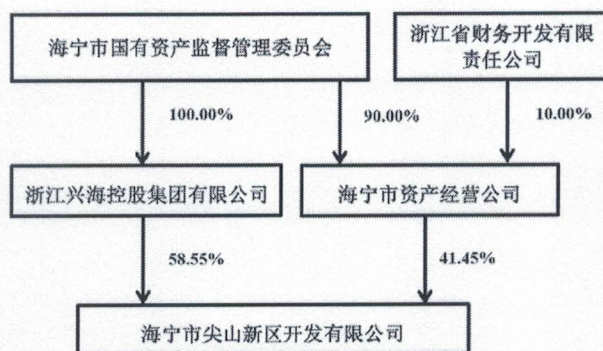 海宁市国有资产监督管理委员会
浙江省财务开发有限
责任公司
100.00%
90.00%
10.00%
浙江兴海控股集团有限公司
海宁市资产经营公司
58.55%
41.45%
海宁市尖山新区开发有限公司